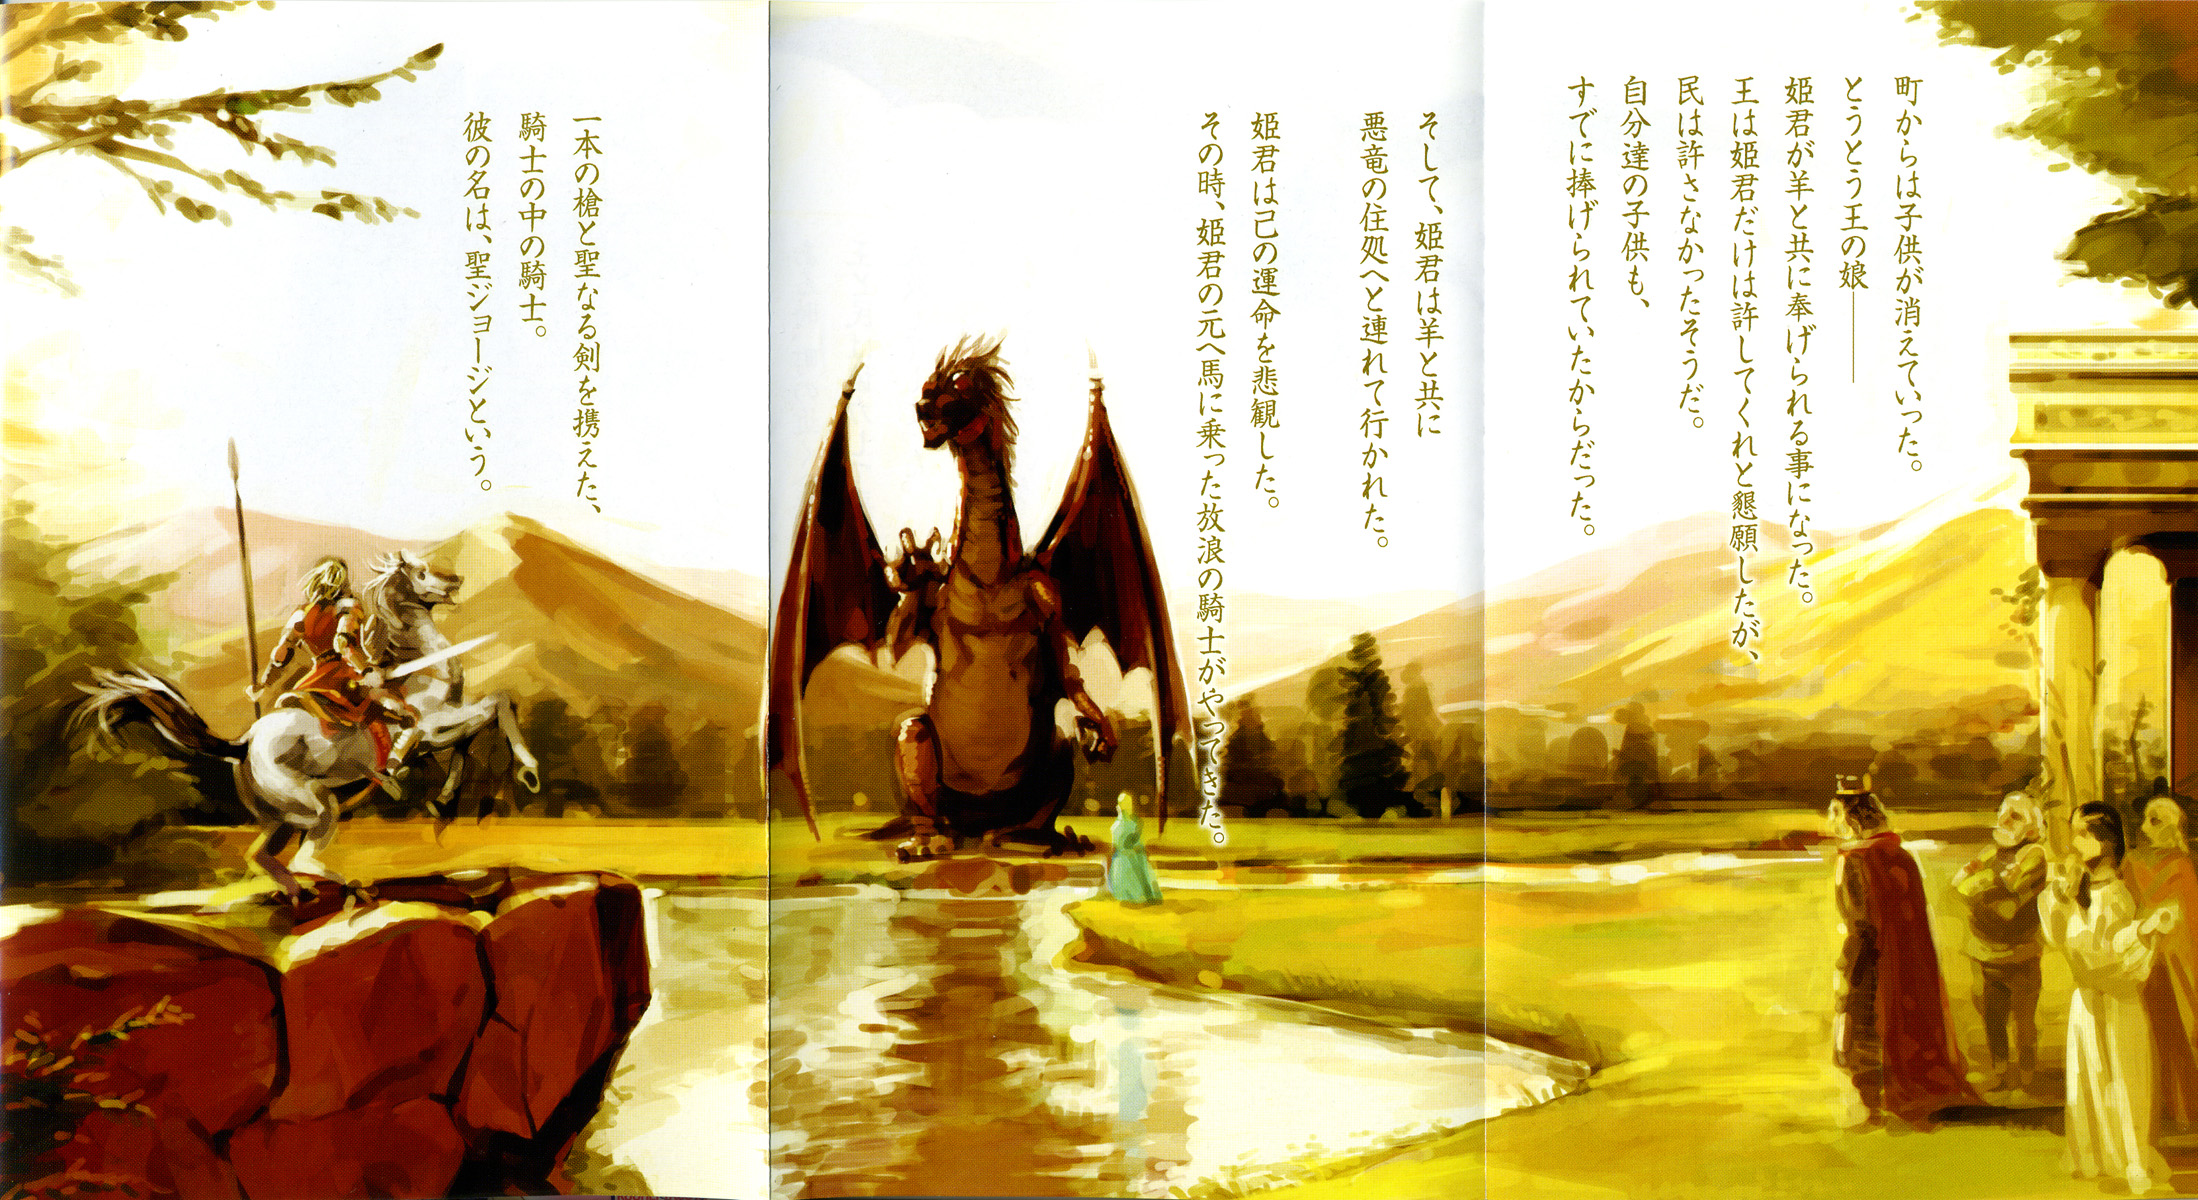 町からは子供が消えていった。
とうとう王の娘――
姫君が羊と共に奉げられる事になった。
王は姫君だけは許してくれと懇願したが、
民は許さなかったそうだ。
自分達の子供も、
すでに捧げられていたからだった。
そして、姫君は羊と共に
悪竜の住処へと連れて行かれた。
姫君は己の運命を悲観した。
その時、姫君の元へ馬に乗った放浪の騎士がやってきた。
一本の槍と聖なる剣を携えた、
騎士の中の騎士。
彼の名は、聖ジョージという。